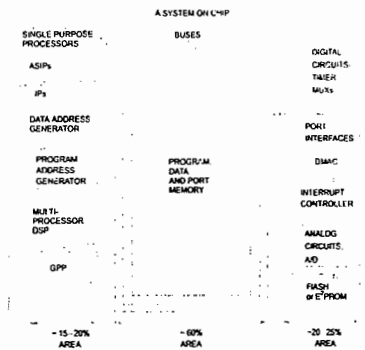 A SYSTEM ON CHIP
SINGLE PURPOSE
PROCESSORS
ASIPs
IPs
DATA ADDRESS
GENERATOR
PROGRAM
ADDRESS
GENERATOR
MULTI-
PROCESSOR
DSP
GPP
~15-20%
AREA
BUSES
PROGRAM,
DATA
AND PORT
MEMORY
~60%
AREA
DIGITAL
CIRCUITS-
TIMER
MUXs
PORT
INTERFACES
DMAC
INTERRUPT
CONTROLLER
ANALOG
CIRCUITS,
A/D
FLASH
or E²PROM
~20 25%
AREA